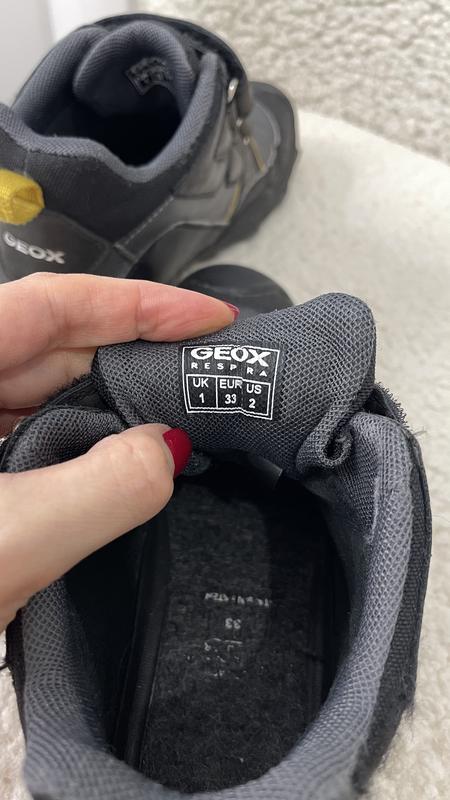 GEOX
GEOX
RESPIRA
UK EUR US
1 33 2
33